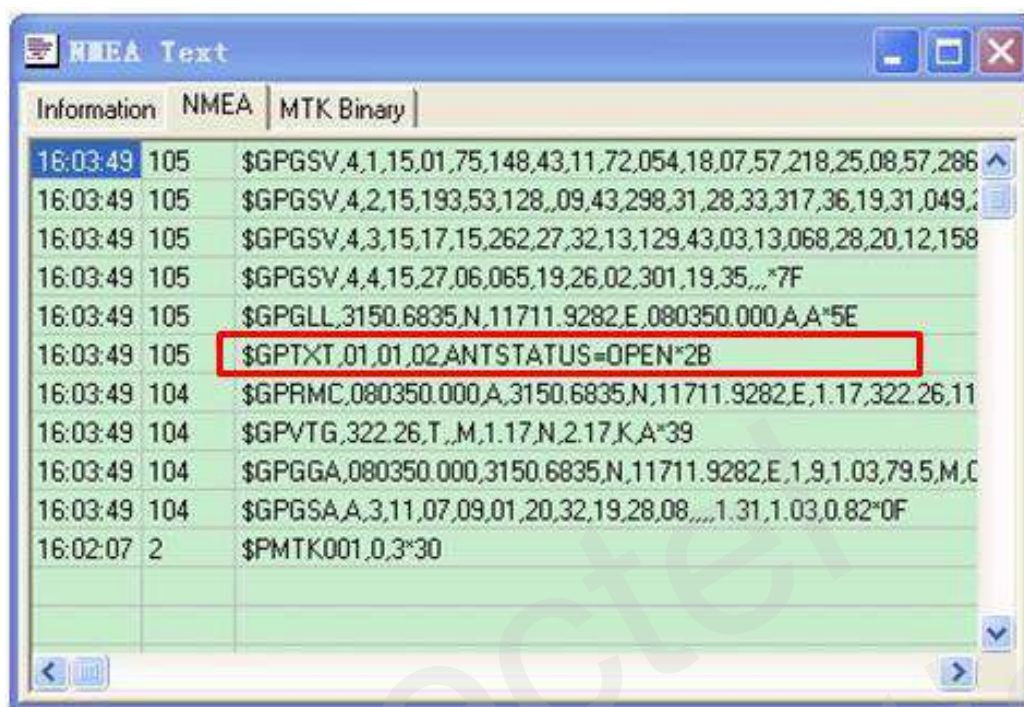 NMEA Text
Information NMEA MTK Binary
16:03:49 105 $GPGSV,4,1,15,01,75,148,43,11,72,054,18,07,57,218,25,08,57,286
16:03:49 105 $GPGSV,4,2,15,193,53,128,,09,43,298,31,28,33,317,36,19,31,049,
16:03:49 105 $GPGSV,4,3,15,17,15,262,27,32,13,129,43,03,13,068,28,20,12,158
16:03:49 105 $GPGSV,4,4,15,27,06,065,19,26,02,301,19,35,,,*7F
16:03:49 105 $GPGLL,3150.6835,N,11711.9282,E,080350.000,A,A*5E
16:03:49 105 $GPTXT,01,01,02,ANTSTATUS=OPEN*2B
16:03:49 104 $GPRMC,080350.000,A,3150.6835,N,11711.9282,E,1.17,322.26,11
16:03:49 104 $GPVTG,322.26,T,,M,1.17,N,2.17,K,A*39
16:03:49 104 $GPGGA,080350.000,3150.6835,N,11711.9282,E,1,9,1.03,79.5,M,
16:03:49 104 $GPGSA,A,3,11,07,09,01,20,32,19,28,08,,,,1.31,1.03,0.82*0F
16:02:07 2 $PMTK001,0,3*30